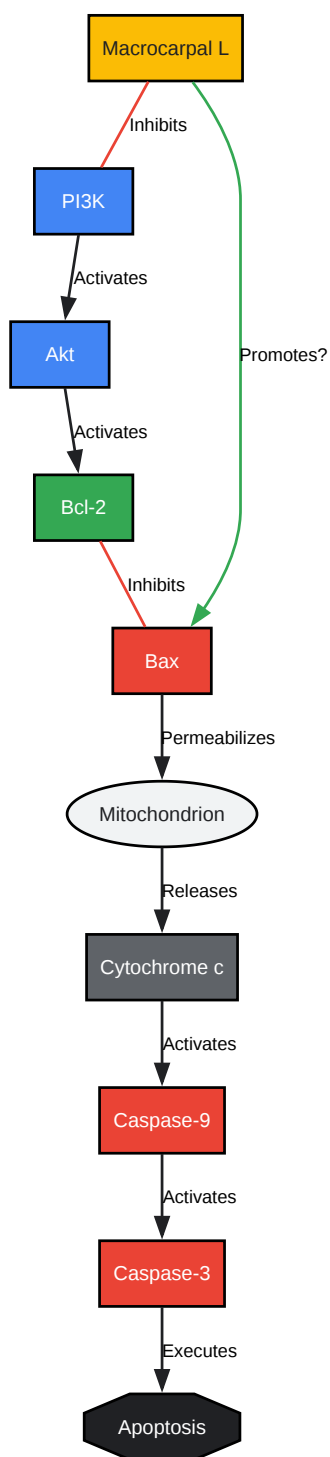 Macrocarpal L
Inhibits
PI3K
Activates
Akt
Promotes?
Activates
Bcl-2
Inhibits
Bax
Permeabilizes
Mitochondrion
Releases
Cytochrome c
Activates
Caspase-9
Activates
Caspase-3
Executes
Apoptosis